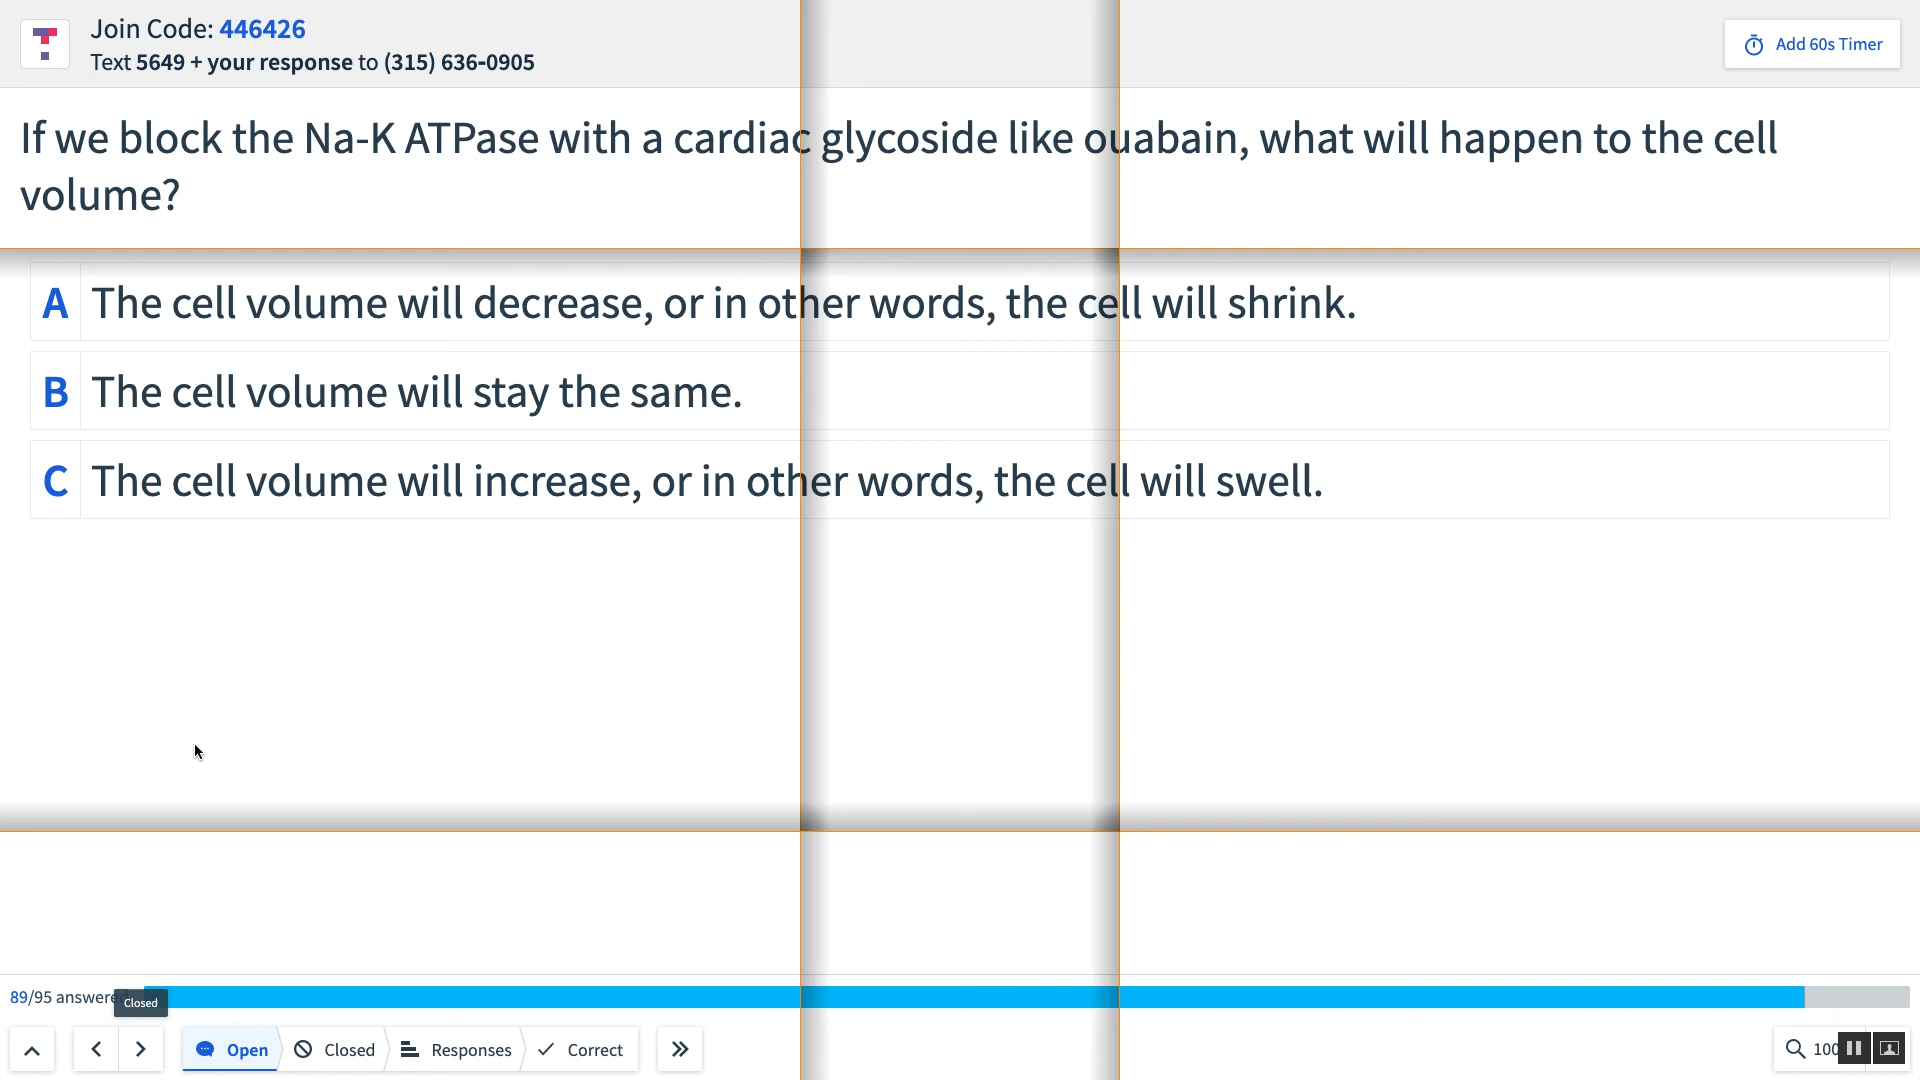 Join Code: 446426
Text 5649 + your response to (315) 636-0905
Add 60s Timer
If we block the Na-K ATPase with a cardiac glycoside like ouabain, what will happen to the cell
volume?
A The cell volume will decrease, or in other words, the cell will shrink.
B The cell volume will stay the same.
C The cell volume will increase, or in other words, the cell will swell.
89/95 answered
Closed
Open Closed Responses Correct
100